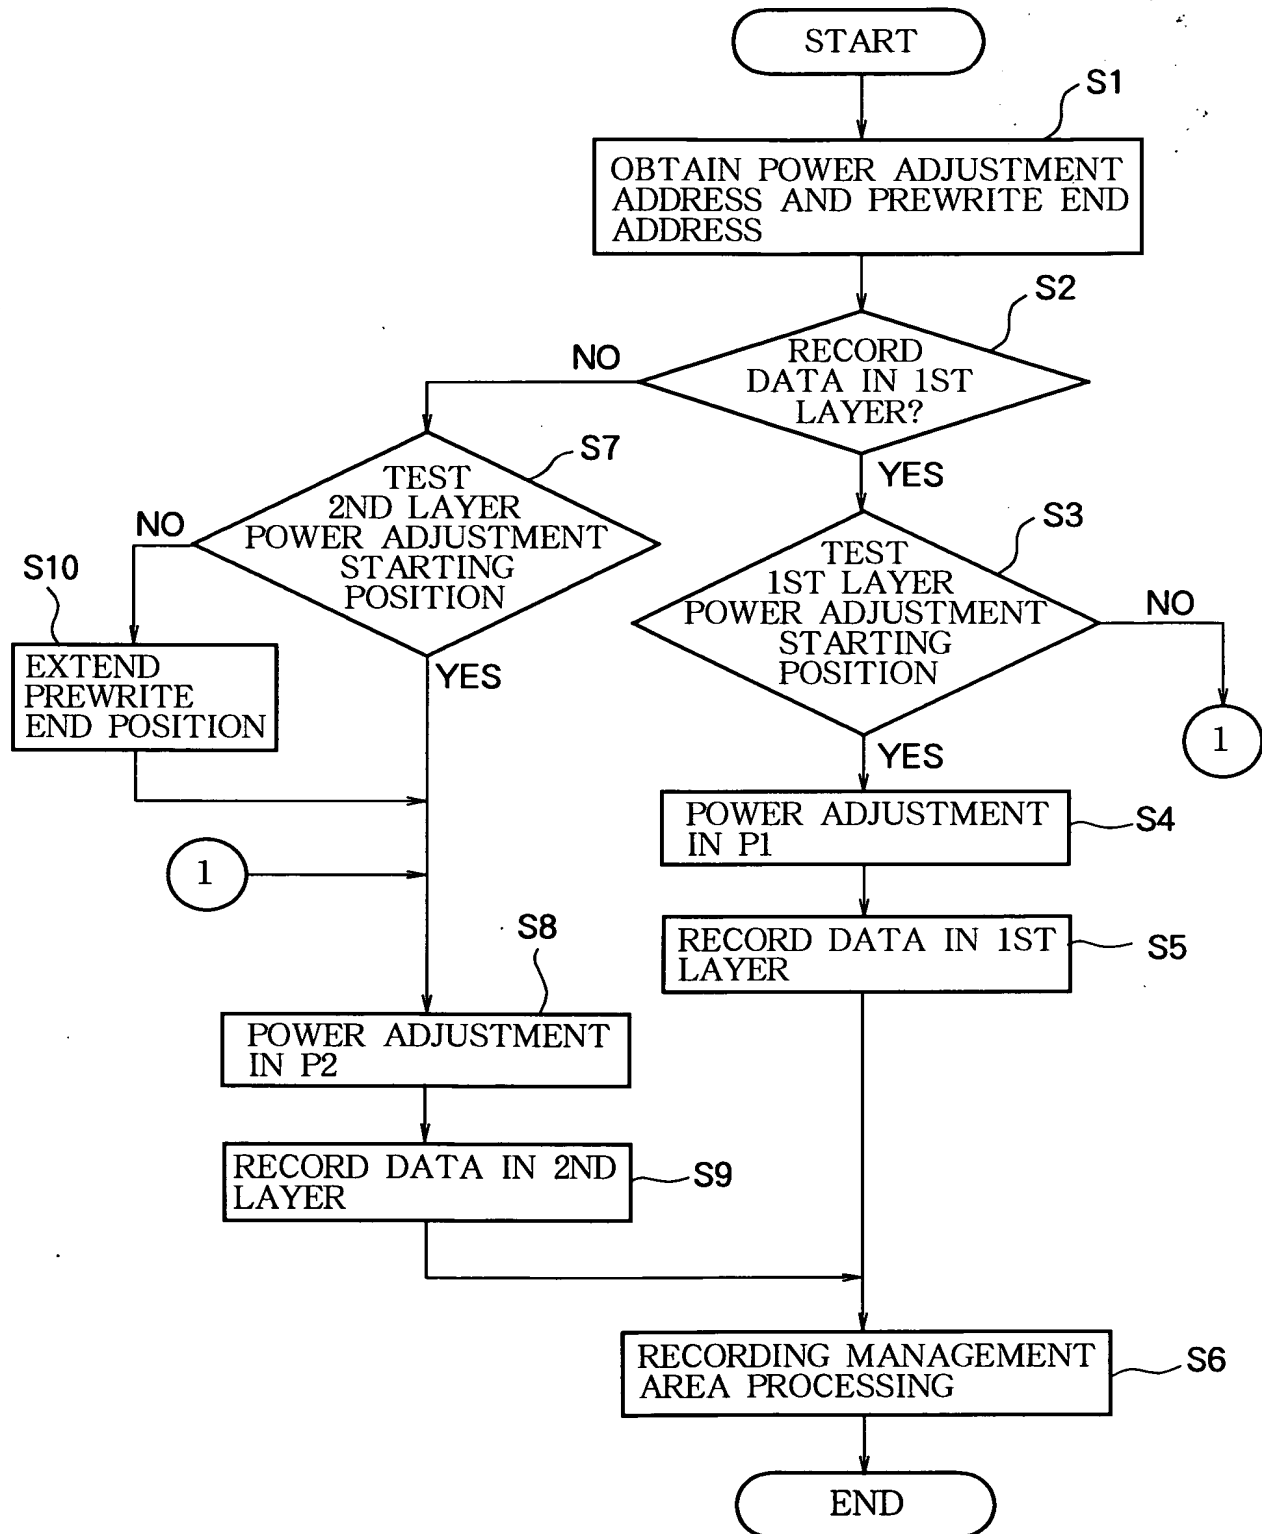 START
S1
OBTAIN POWER ADJUSTMENT
ADDRESS AND PREWRITE END
ADDRESS
S2
NO
RECORD
DATA IN 1ST
LAYER?
YES
S7
TEST
2ND LAYER
POWER ADJUSTMENT
STARTING
POSITION
NO
YES
S3
TEST
1ST LAYER
POWER ADJUSTMENT
STARTING
POSITION
NO
1
YES
S10
EXTEND
PREWRITE
END POSITION
POWER ADJUSTMENT
IN P1
S4
1
RECORD DATA IN 1ST
LAYER
S5
S8
POWER ADJUSTMENT
IN P2
RECORD DATA IN 2ND
LAYER
S9
RECORDING MANAGEMENT
AREA PROCESSING
S6
END